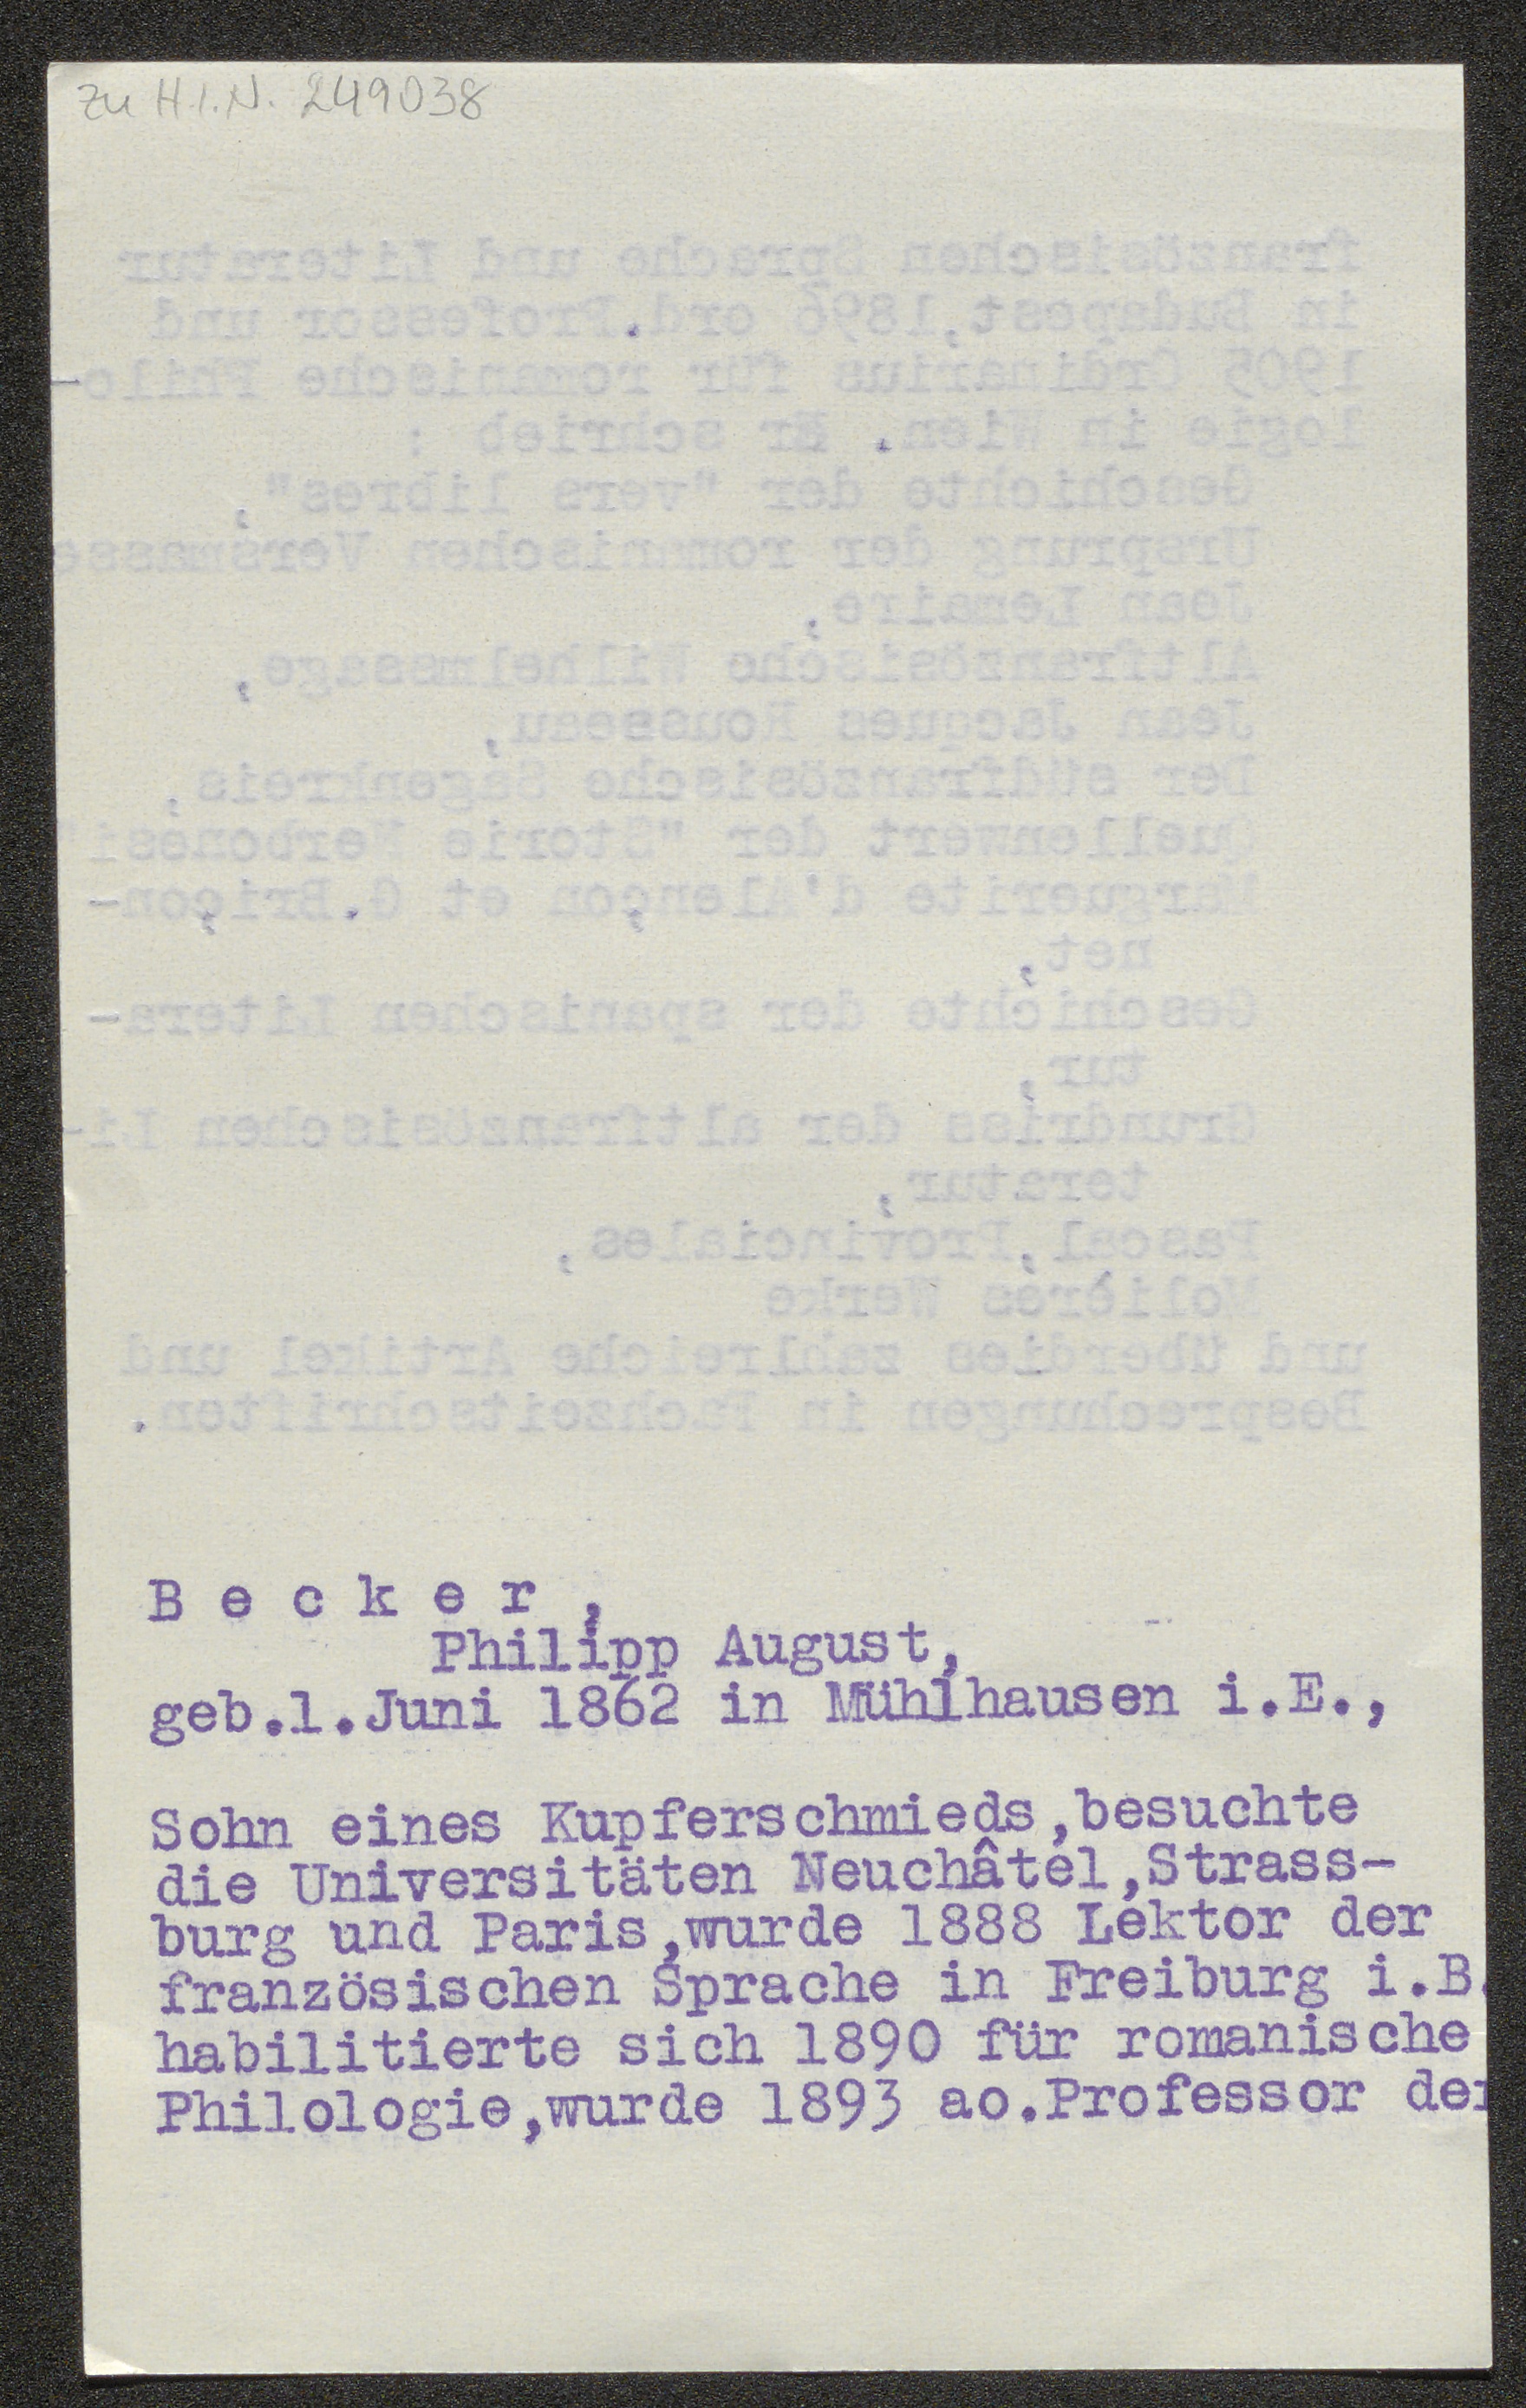 Zu H.I.N. 249038
B e c k e r ,
Philipp August,
geb.1.Juni 1862 in Mühlhausen i.E.,
Sohn eines Kupferschmieds,besuchte
die Universitäten Neuchâtel,Strass-
burg und Paris,wurde 1888 Lektor der
französischen Sprache in Freiburg i.B.
habilitierte sich 1890 für romanische
Philologie,wurde 1893 ao.Professor der